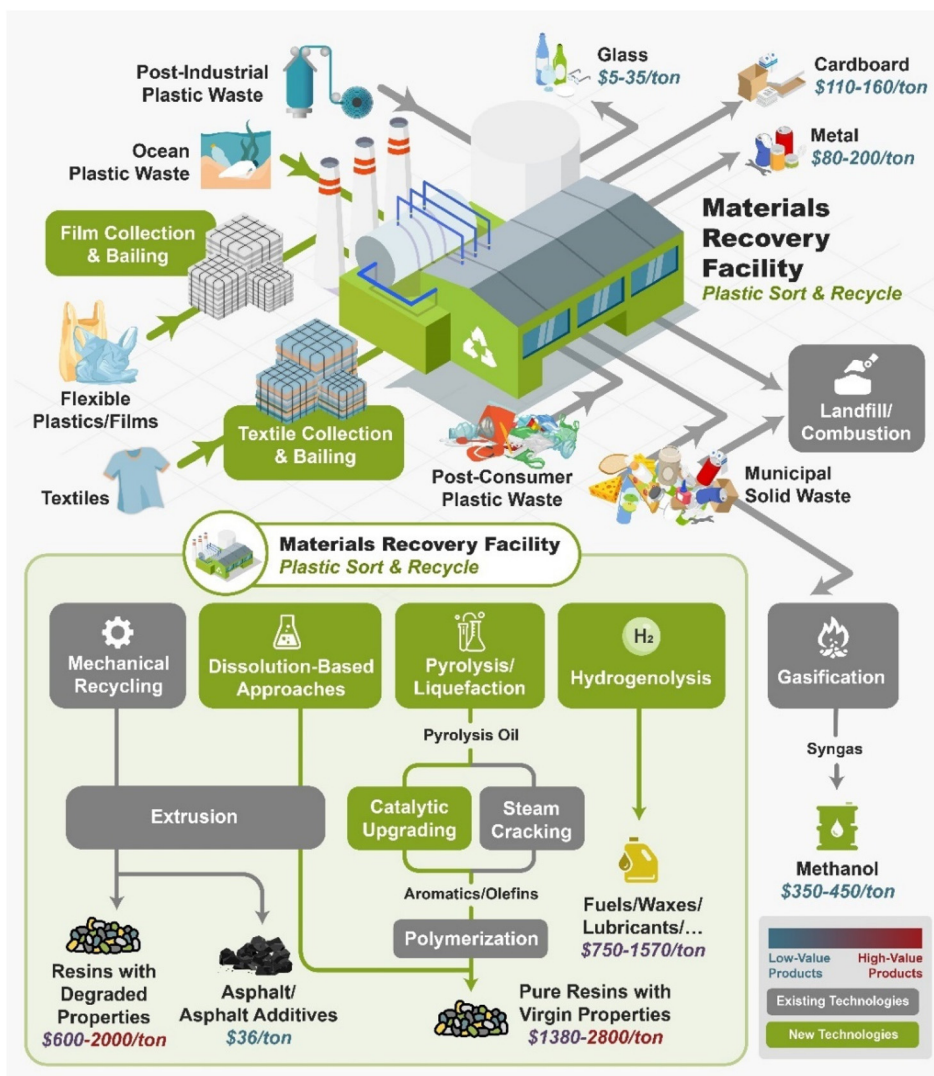 Post-Industrial
Plastic Waste
Glass
$5-35/ton
Cardboard
$110-160/ton
Ocean
Plastic Waste
Metal
$80-200/ton
Film Collection
& Bailing
Materials
Recovery
Facility
Plastic Sort & Recycle
Flexible
Plastics/Films
Landfill/
Combustion
Textile Collection
& Bailing
Textiles
Post-Consumer
Plastic Waste
Municipal
Solid Waste
Materials Recovery Facility
Plastic Sort & Recycle
Mechanical
Recycling
Dissolution-Based
Approaches
Pyrolysis/
Liquefaction
H₂
Hydrogenolysis
Gasification
Pyrolysis Oil
Syngas
Extrusion
Catalytic
Upgrading
Steam
Cracking
Methanol
$350-450/ton
Aromatics/Olefins
Fuels/Waxes/
Lubricants/...
$750-1570/ton
Polymerization
Resins with
Degraded
Properties
$600-2000/ton
Asphalt/
Asphalt Additives
$36/ton
Pure Resins with
Virgin Properties
$1380-2800/ton
Low-Value
Products
High-Value
Products
Existing Technologies
New Technologies